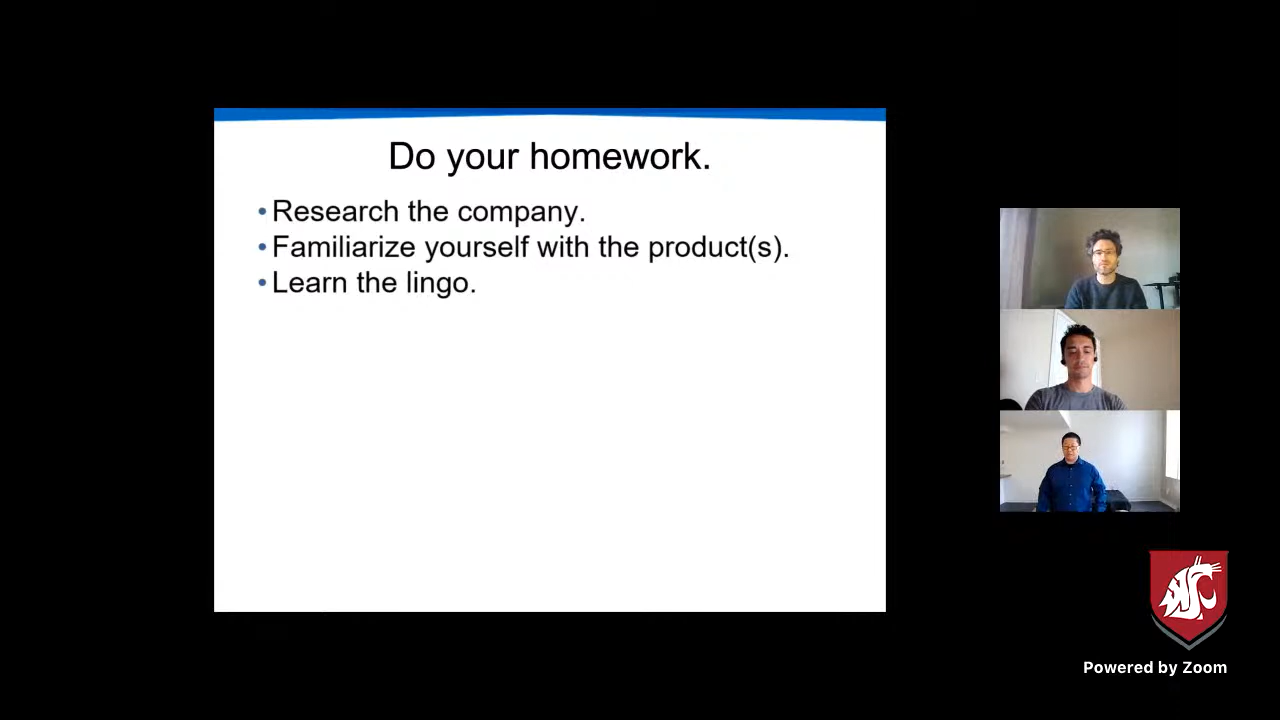 Do your homework.
•Research the company.
•Familiarize yourself with the product(s).
•Learn the lingo.
Powered by Zoom